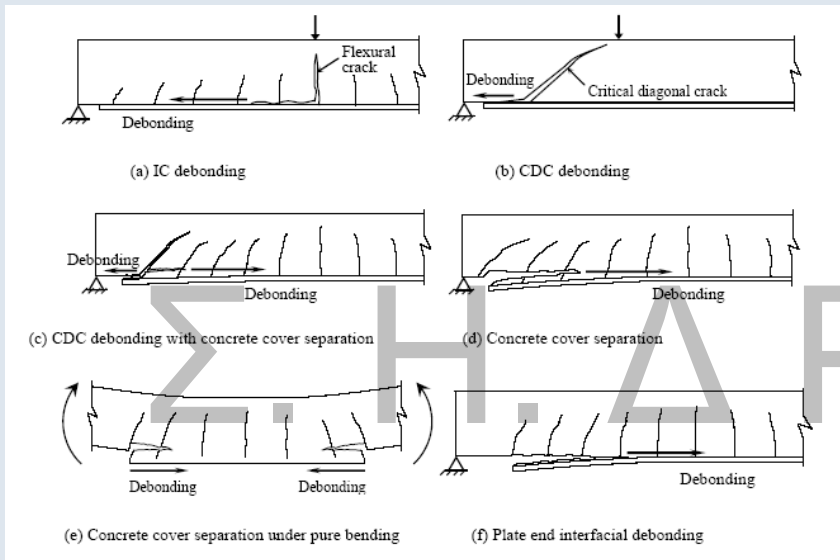 Flexural
crack
Debonding
(a) IC debonding
Debonding
Critical diagonal crack
(b) CDC debonding
Debonding
Debonding
(c) CDC debonding with concrete cover separation
Debonding
(d) Concrete cover separation
Σ.Η.Δ
Debonding
Debonding
(e) Concrete cover separation under pure bending
Debonding
(f) Plate end interfacial debonding